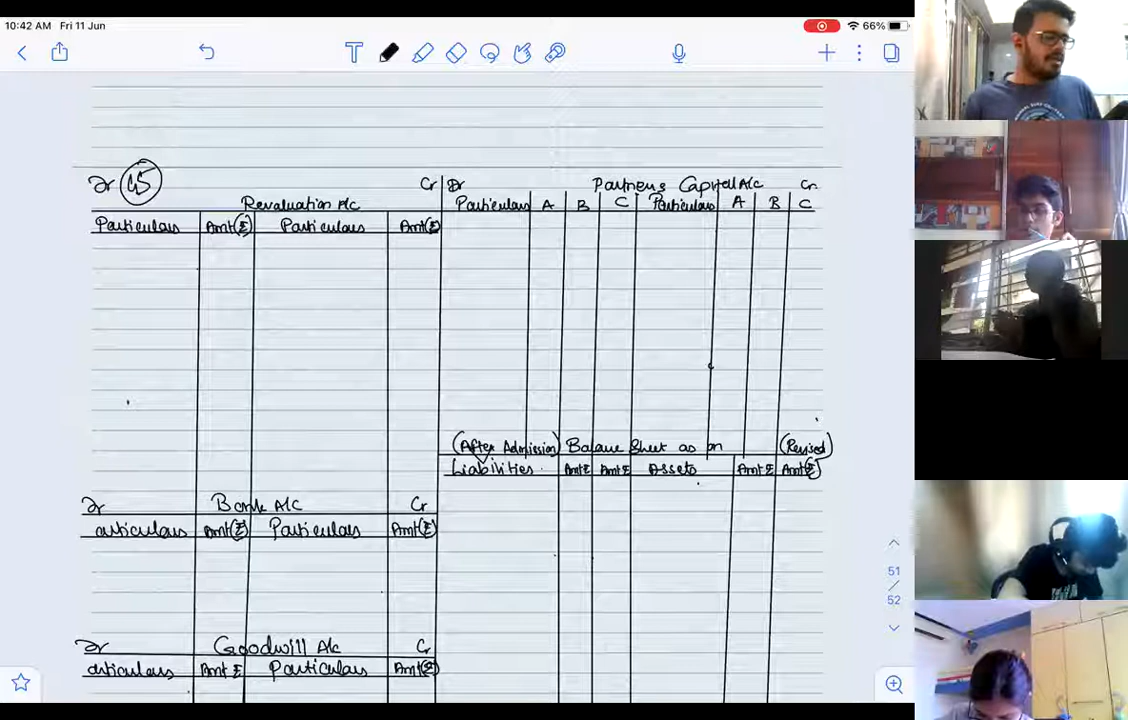 10:42 AM Fri 11 Jun
66%
T
Dr 45 Cr
Revaluation A/c
Particulars Amt(₹) Particulars Amt(₹)
Dr Partners Capital A/c Cr
Particulars A B C Particulars A B C
(After Admission) Balance Sheet as on (Revised)
Liabilities Amt ₹ Amt ₹ Assets Amt ₹ Amt(₹)
Dr Bank A/c Cr
articulars Amt(₹) Particulars Amt(₹)
Dr Goodwill A/c Cr
articulars Amt ₹ Particulars Amt(₹)
51
/
52